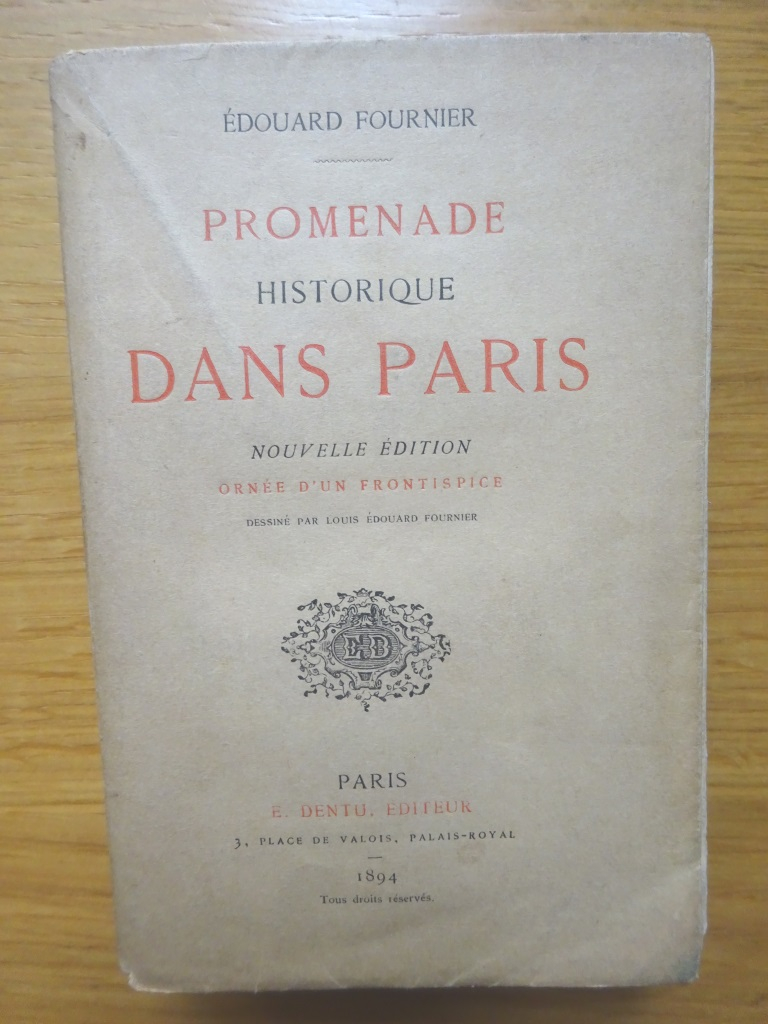 ÉDOUARD FOURNIER
PROMENADE
HISTORIQUE
DANS PARIS
NOUVELLE ÉDITION
ORNÉE D'UN FRONTISPICE
DESSINÉ PAR LOUIS ÉDOUARD FOURNIER
ED
PARIS
E. DENTU, ÉDITEUR
3, PLACE DE VALOIS, PALAIS-ROYAL
1894
Tous droits réservés.